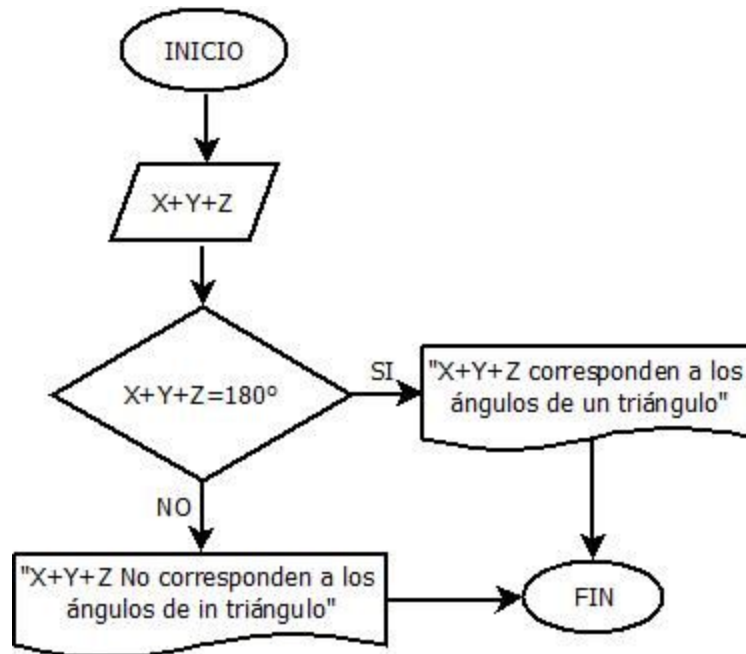 INICIO
X+Y+Z
X+Y+Z=180º
SI
"X+Y+Z corresponden a los
ángulos de un triángulo"
NO
"X+Y+Z No corresponden a los
ángulos de in triángulo"
FIN